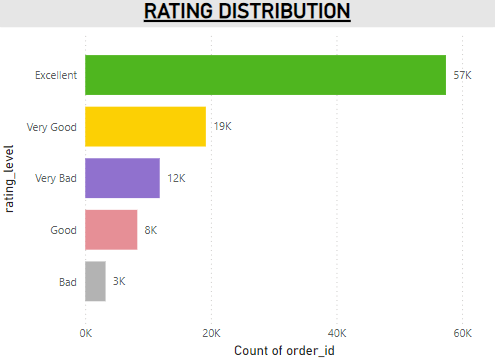 RATING DISTRIBUTION
rating_level
Excellent 57K
Very Good 19K
Very Bad 12K
Good 8K
Bad 3K
0K 20K 40K 60K
Count of order_id